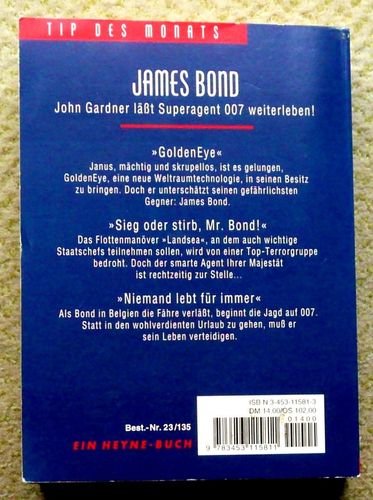 TIP DES MONATS
JAMES BOND
John Gardner läßt Superagent 007 weiterleben!
»GoldenEye«
Janus, mächtig und skrupellos, ist es gelungen,
GoldenEye, eine neue Weltraumtechnologie, in seinen Besitz
zu bringen. Doch er unterschätzt seinen gefährlichsten
Gegner: James Bond.
»Sieg oder stirb, Mr. Bond!«
Das Flottenmanöver »Landsea«, an dem auch wichtige
Staatschefs teilnehmen sollen, wird von einer Top-Terrorgruppe
bedroht. Doch der smarte Agent Ihrer Majestät
ist rechtzeitig zur Stelle...
»Niemand lebt für immer«
Als Bond in Belgien die Fähre verläßt, beginnt die Jagd auf 007.
Statt in den wohlverdienten Urlaub zu gehen, muß er
sein Leben verteidigen.
ISBN 3-453-11581-3
DM 14.00/ÖS 102.00
01400
9 783453 115811
Best.-Nr. 23/135
EIN HEYNE-BUCH